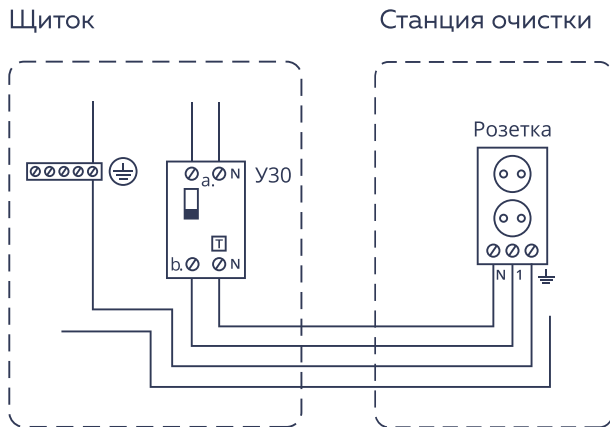 Щиток
Станция очистки
Розетка
a. N
УЗО
T
b. N
N 1